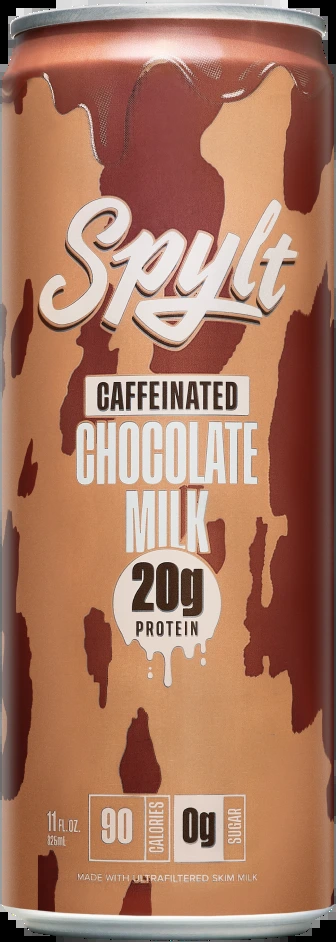 Spylt
CAFFEINATED
CHOCOLATE
MILK
20g
PROTEIN
11 FL.OZ.
325mL
90 CALORIES
0g SUGAR
MADE WITH ULTRAFILTERED SKIM MILK